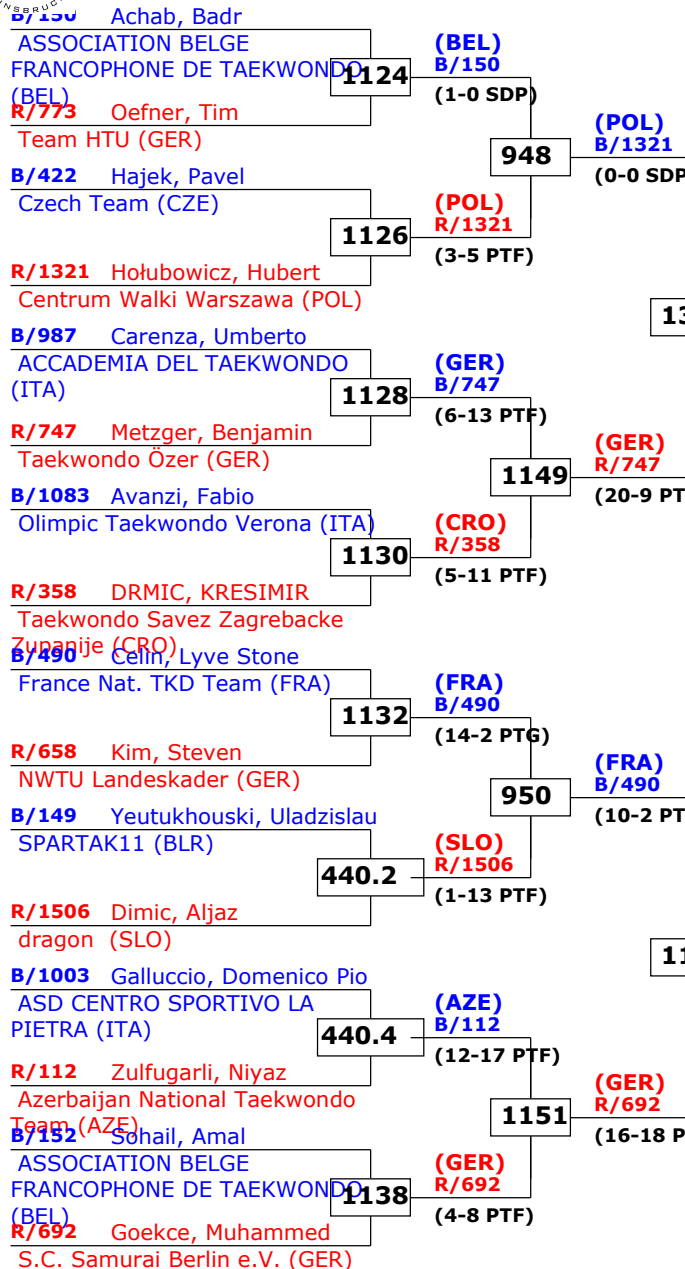 NSBRUC
B/150 Achab, Badr
ASSOCIATION BELGE
FRANCOPHONE DE TAEKWONDO
(BEL)
R/773 Oefner, Tim
Team HTU (GER)
B/422 Hajek, Pavel
Czech Team (CZE)
R/1321 Hołubowicz, Hubert
Centrum Walki Warszawa (POL)
B/987 Carenza, Umberto
ACCADEMIA DEL TAEKWONDO
(ITA)
R/747 Metzger, Benjamin
Taekwondo Özer (GER)
B/1083 Avanzi, Fabio
Olimpic Taekwondo Verona (ITA)
R/358 DRMIC, KRESIMIR
Taekwondo Savez Zagrebacke
Zupanije (CRO)
B/490 Celin, Lyve Stone
France Nat. TKD Team (FRA)
R/658 Kim, Steven
NWTU Landeskader (GER)
B/149 Yeutukhouski, Uladzislau
SPARTAK11 (BLR)
R/1506 Dimic, Aljaz
dragon (SLO)
B/1003 Galluccio, Domenico Pio
ASD CENTRO SPORTIVO LA
PIETRA (ITA)
R/112 Zulfugarli, Niyaz
Azerbaijan National Taekwondo
Team (AZE)
B/152 Sohail, Amal
ASSOCIATION BELGE
FRANCOPHONE DE TAEKWONDO
(BEL)
R/692 Goekce, Muhammed
S.C. Samurai Berlin e.V. (GER)
1124
1126
1128
1130
1132
440.2
440.4
1138
(BEL)
B/150
(1-0 SDP)
(POL)
R/1321
(3-5 PTF)
(GER)
B/747
(6-13 PTF)
(CRO)
R/358
(5-11 PTF)
(FRA)
B/490
(14-2 PTG)
(SLO)
R/1506
(1-13 PTF)
(AZE)
B/112
(12-17 PTF)
(GER)
R/692
(4-8 PTF)
948
1149
950
1151
(POL)
B/1321
(0-0 SDP
(GER)
R/747
(20-9 PT
(FRA)
B/490
(10-2 PT
(GER)
R/692
(16-18 P
13
11